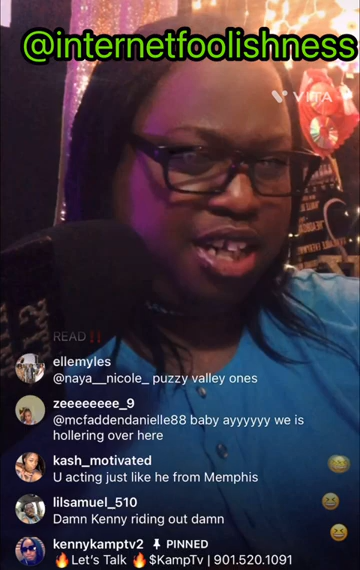 @internetfoolishness
VITA
READ‼️
ellemyles
@naya__nicole_ puzzy valley ones
zeeeeeeee_9
@mcfaddendanielle88 baby ayyyyyy we is
hollering over here
kash_motivated
U acting just like he from Memphis
lilsamuel_510
Damn Kenny riding out damn
kennykamptv2 📌 PINNED
🔥Let's Talk 🔥$KampTv | 901.520.1091